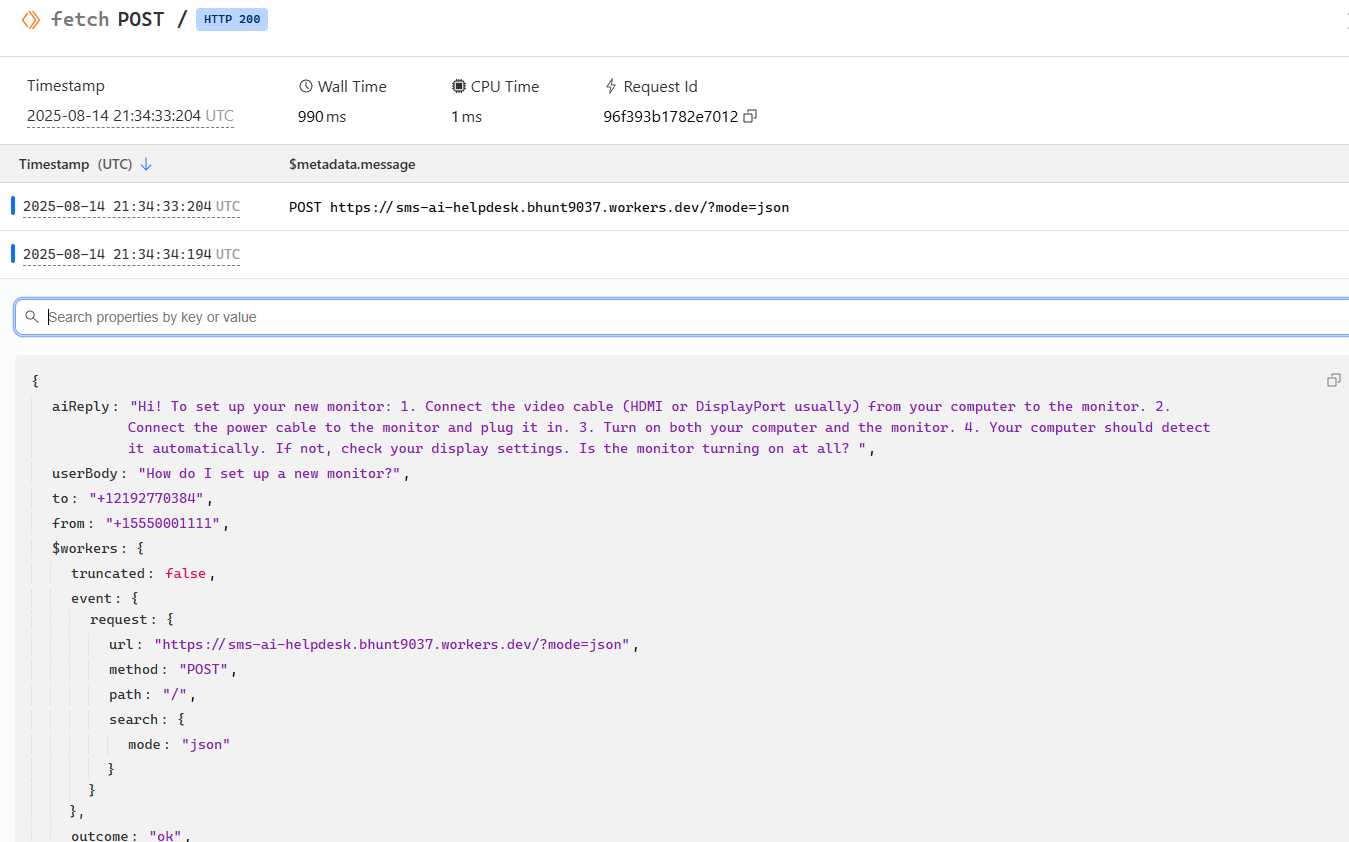 fetch POST / HTTP 200
Timestamp Wall Time CPU Time Request Id
2025-08-14 21:34:33:204 UTC 990 ms 1 ms 96f393b1782e7012
Timestamp (UTC) $metadata.message
2025-08-14 21:34:33:204 UTC POST https://sms-ai-helpdesk.bhunt9037.workers.dev/?mode=json
2025-08-14 21:34:34:194 UTC
Search properties by key or value
{
aiReply: "Hi! To set up your new monitor: 1. Connect the video cable (HDMI or DisplayPort usually) from your computer to the monitor. 2.
Connect the power cable to the monitor and plug it in. 3. Turn on both your computer and the monitor. 4. Your computer should detect
it automatically. If not, check your display settings. Is the monitor turning on at all? ",
userBody: "How do I set up a new monitor?",
to: "+12192770384",
from: "+15550001111",
$workers: {
truncated: false,
event: {
request: {
url: "https://sms-ai-helpdesk.bhunt9037.workers.dev/?mode=json",
method: "POST",
path: "/",
search: {
mode: "json"
}
}
},
outcome: "ok",